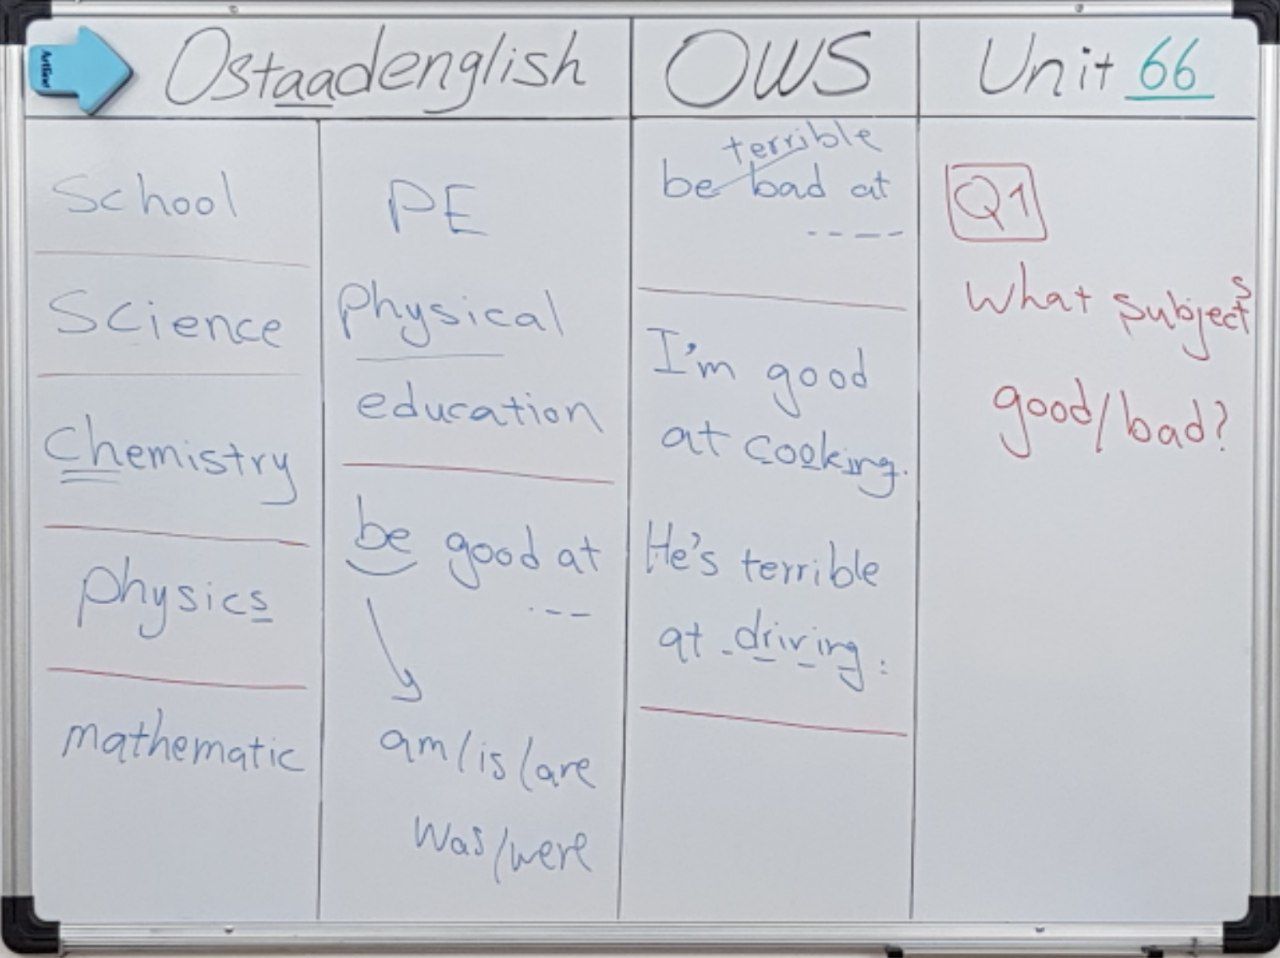 Ostaadenglish
OWS
Unit 66
School
Science
Chemistry
physics
mathematic
PE
physical
education
be good at
am/is/are
was/were
terrible
be bad at
I'm good
at cooking.
He's terrible
at driving.
Q1
What subjects
good/bad?